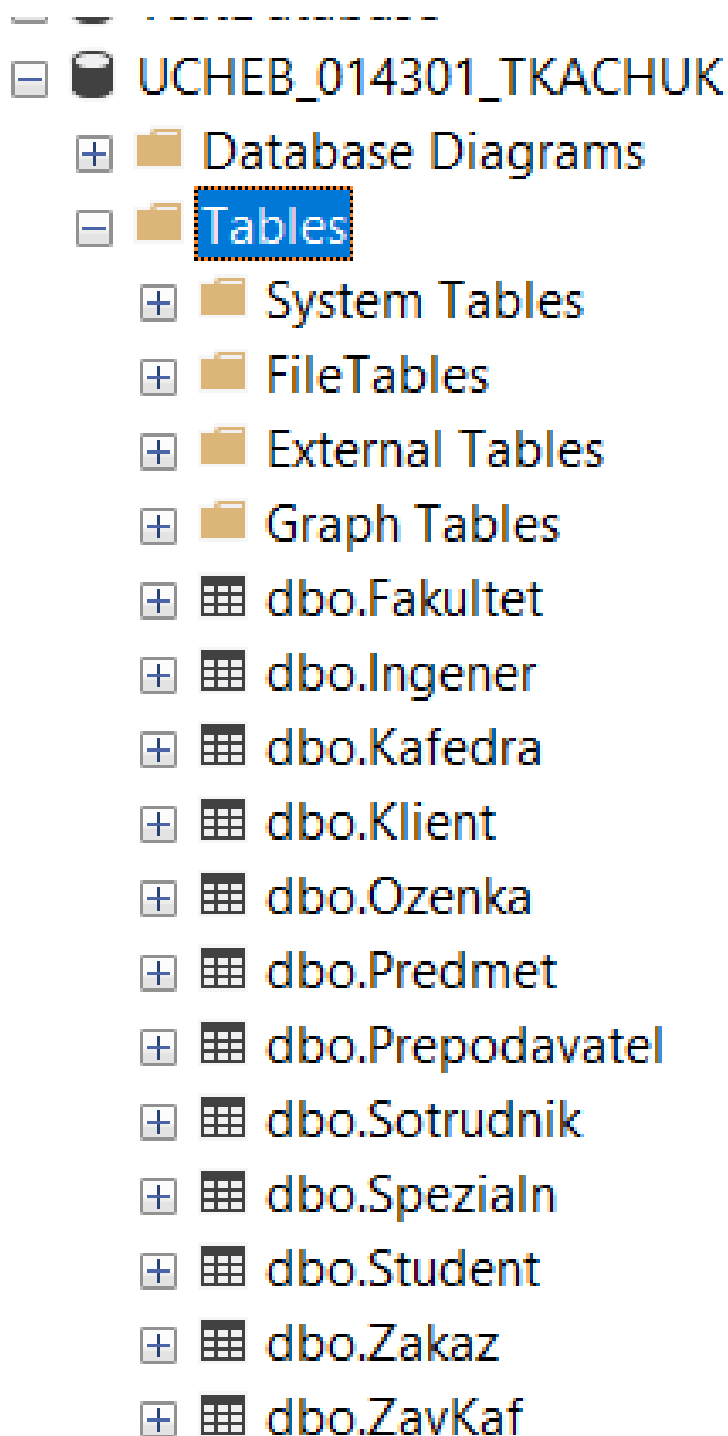 UCHEB_014301_TKACHUK
Database Diagrams
Tables
System Tables
FileTables
External Tables
Graph Tables
dbo.Fakultet
dbo.Ingener
dbo.Kafedra
dbo.Klient
dbo.Ozenka
dbo.Predmet
dbo.Prepodavatel
dbo.Sotrudnik
dbo.Spezialn
dbo.Student
dbo.Zakaz
dbo.ZavKaf